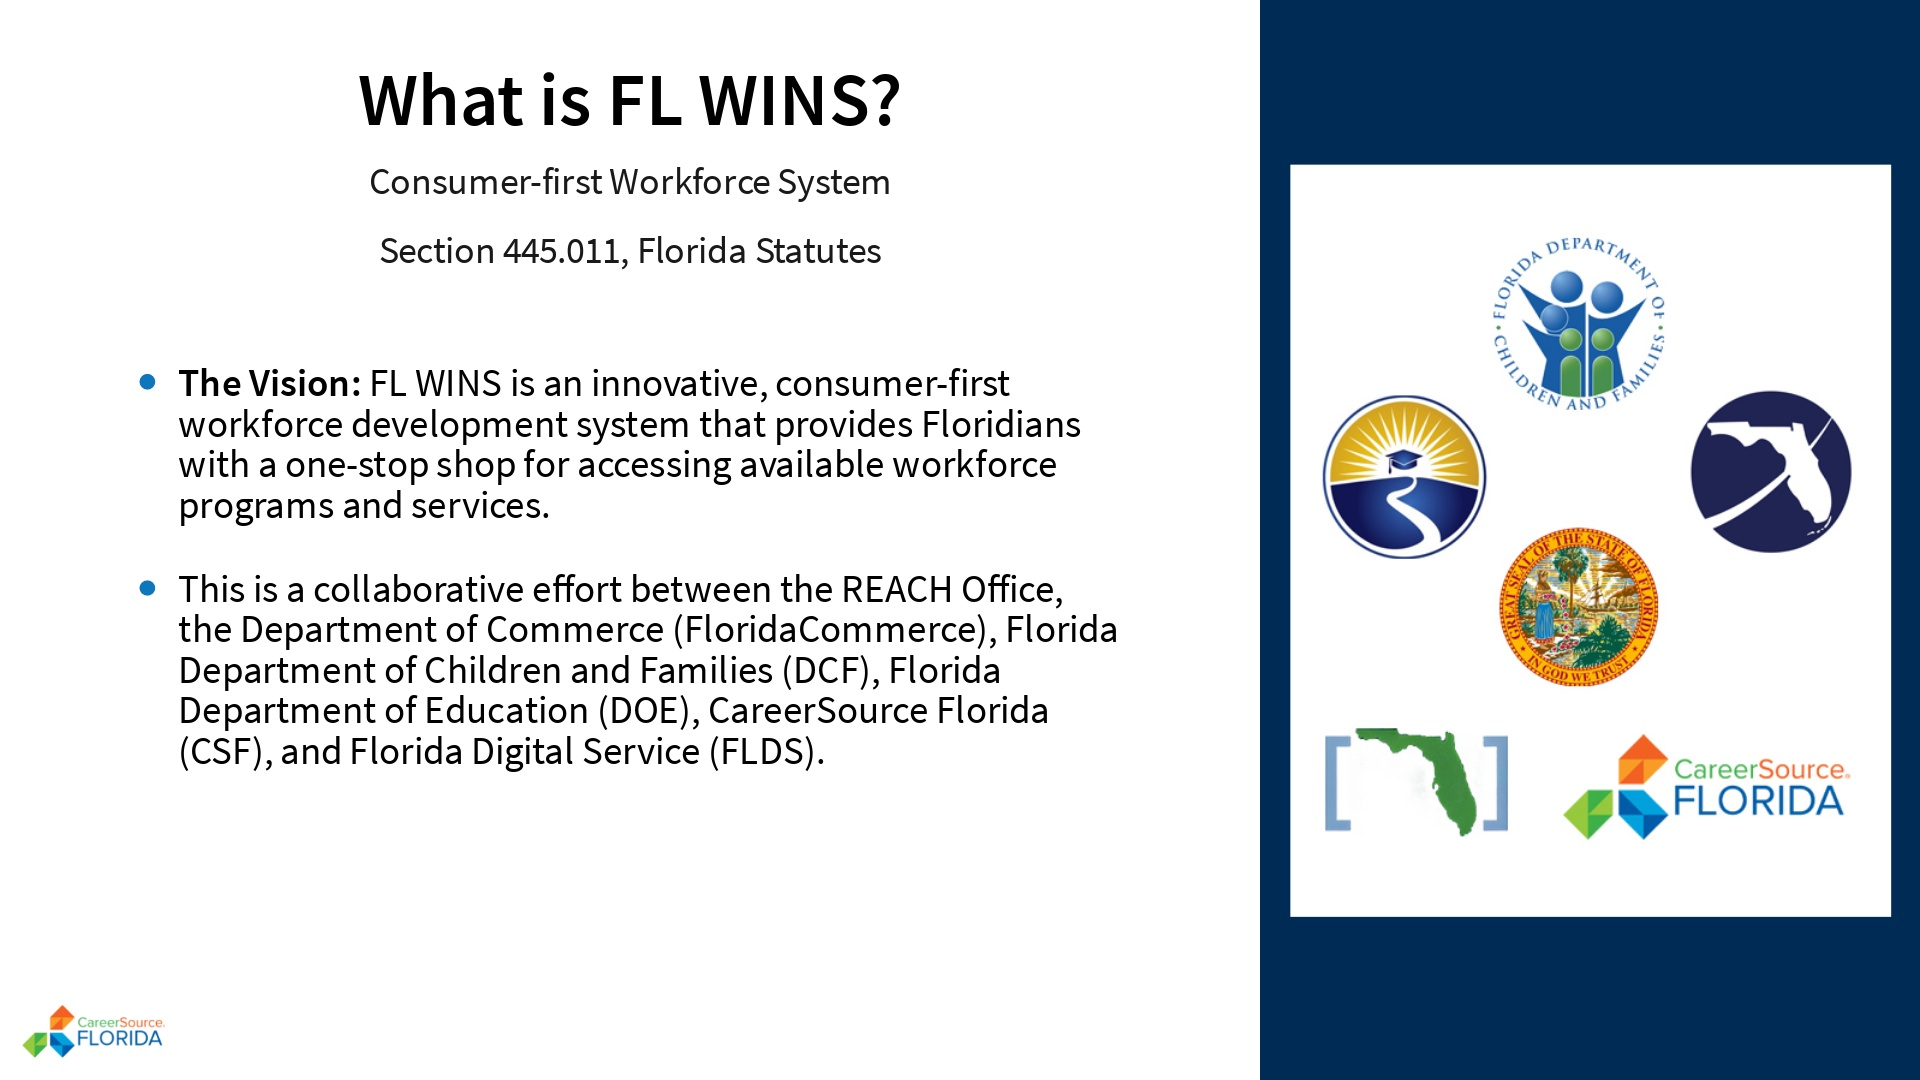 What is FL WINS?
Consumer-first Workforce System
Section 445.011, Florida Statutes
• The Vision: FL WINS is an innovative, consumer-first
workforce development system that provides Floridians
with a one-stop shop for accessing available workforce
programs and services.
• This is a collaborative effort between the REACH Office,
the Department of Commerce (FloridaCommerce), Florida
Department of Children and Families (DCF), Florida
Department of Education (DOE), CareerSource Florida
(CSF), and Florida Digital Service (FLDS).
CareerSource
FLORIDA
• FLORIDA DEPARTMENT OF •
CHILDREN AND FAMILIES
GREAT SEAL OF THE STATE OF FLORIDA
IN GOD WE TRUST
[ ]
CareerSource®
FLORIDA